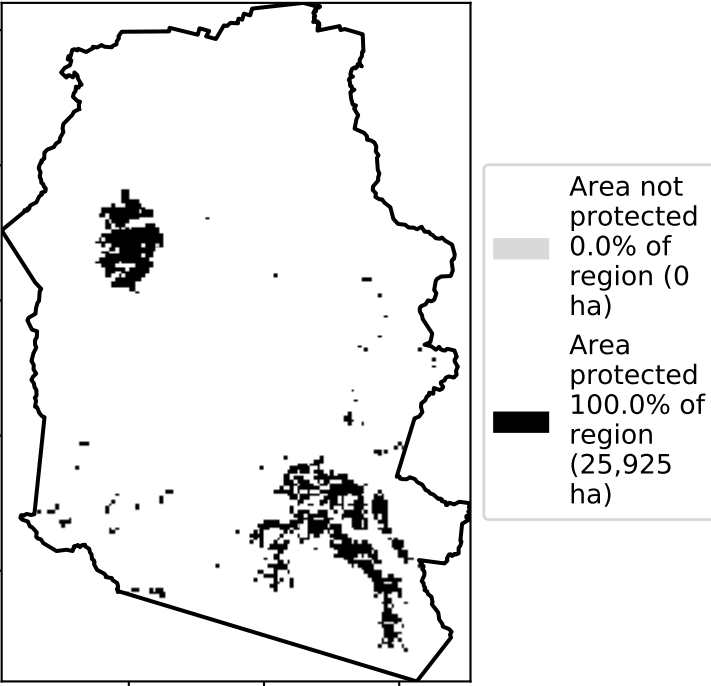 Area not
protected
0.0% of
region (0
ha)
Area
protected
100.0% of
region
(25,925
ha)